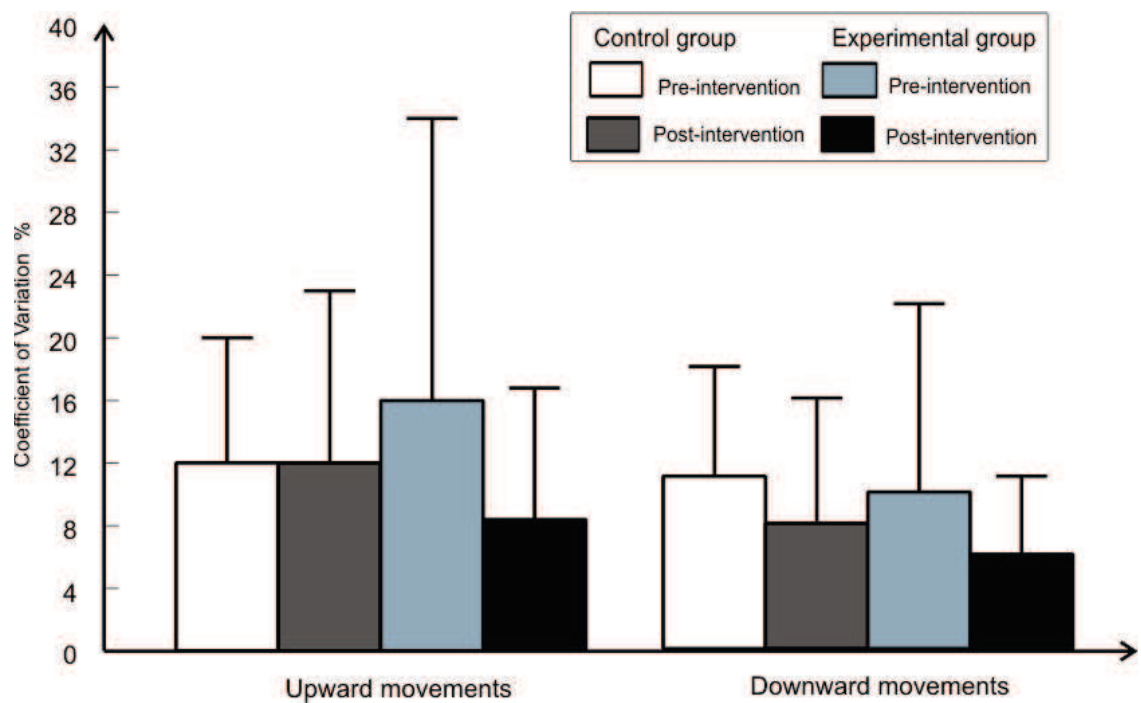 Control group Experimental group
Pre-intervention Pre-intervention
Post-intervention Post-intervention
Coefficient of Variation %
40
36
32
28
24
20
16
12
8
4
0
Upward movements Downward movements